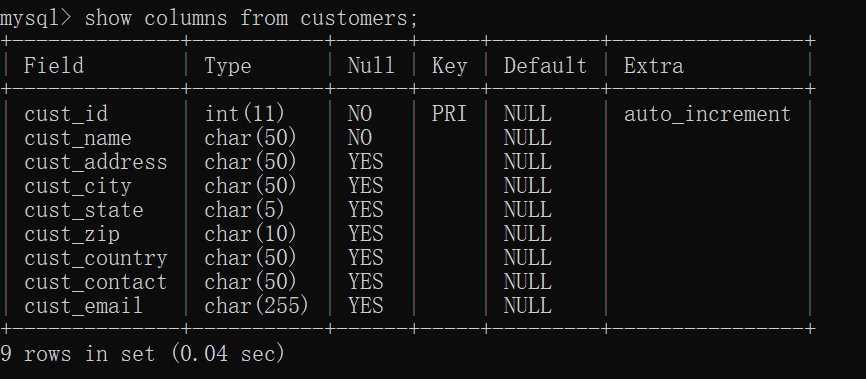 mysql> show columns from customers;
+--------------+-----------+------+-----+---------+----------------+
| Field        | Type      | Null | Key | Default | Extra          |
+--------------+-----------+------+-----+---------+----------------+
| cust_id      | int(11)   | NO   | PRI | NULL    | auto_increment |
| cust_name    | char(50)  | NO   |     | NULL    |                |
| cust_address | char(50)  | YES  |     | NULL    |                |
| cust_city    | char(50)  | YES  |     | NULL    |                |
| cust_state   | char(5)   | YES  |     | NULL    |                |
| cust_zip     | char(10)  | YES  |     | NULL    |                |
| cust_country | char(50)  | YES  |     | NULL    |                |
| cust_contact | char(50)  | YES  |     | NULL    |                |
| cust_email   | char(255) | YES  |     | NULL    |                |
+--------------+-----------+------+-----+---------+----------------+
9 rows in set (0.04 sec)